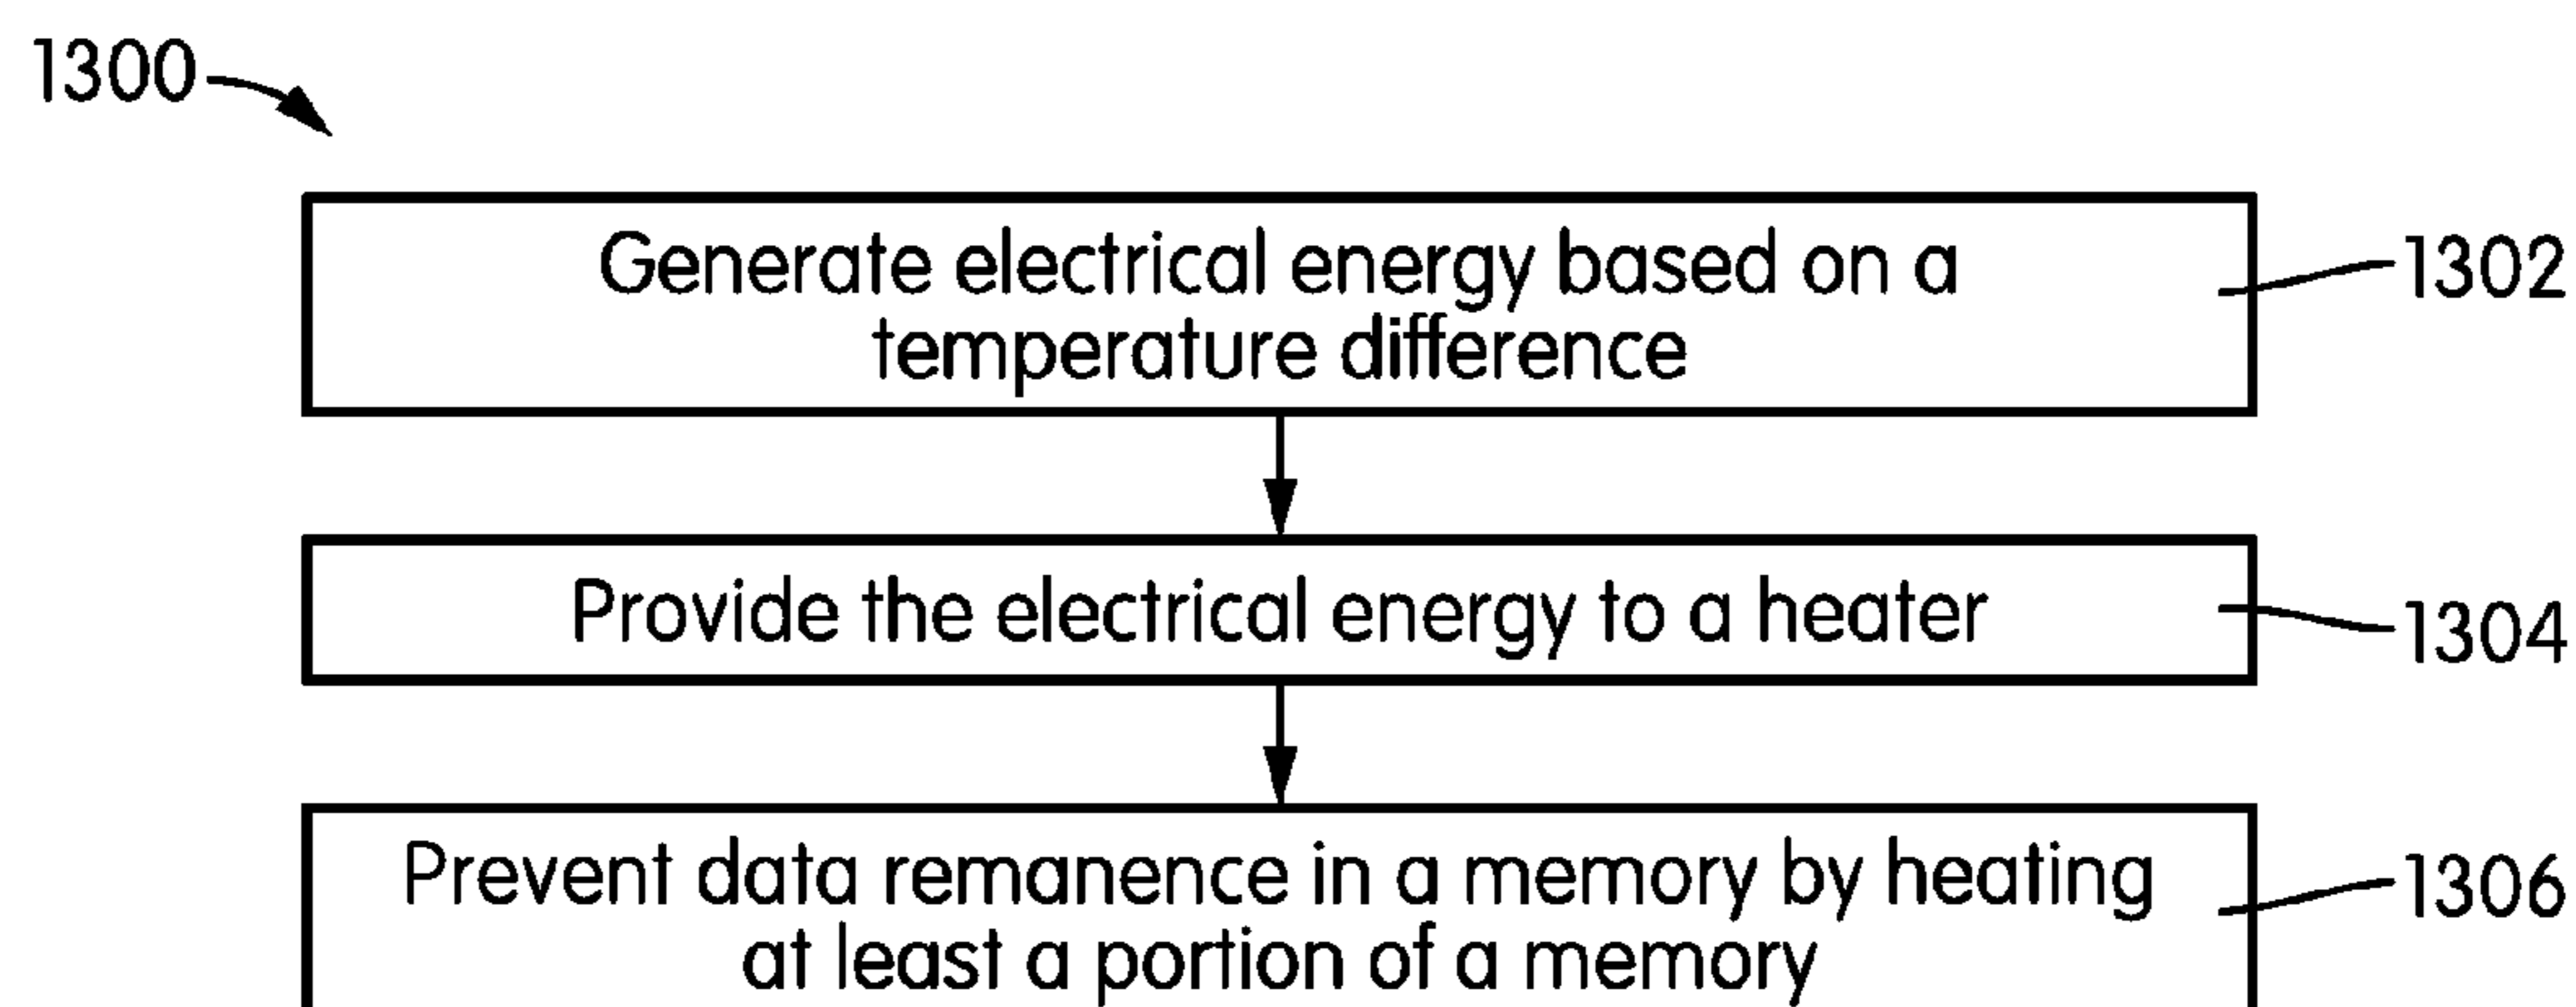 1300
Generate electrical energy based on a
temperature difference
1302
Provide the electrical energy to a heater
1304
Prevent data remanence in a memory by heating
at least a portion of a memory
1306